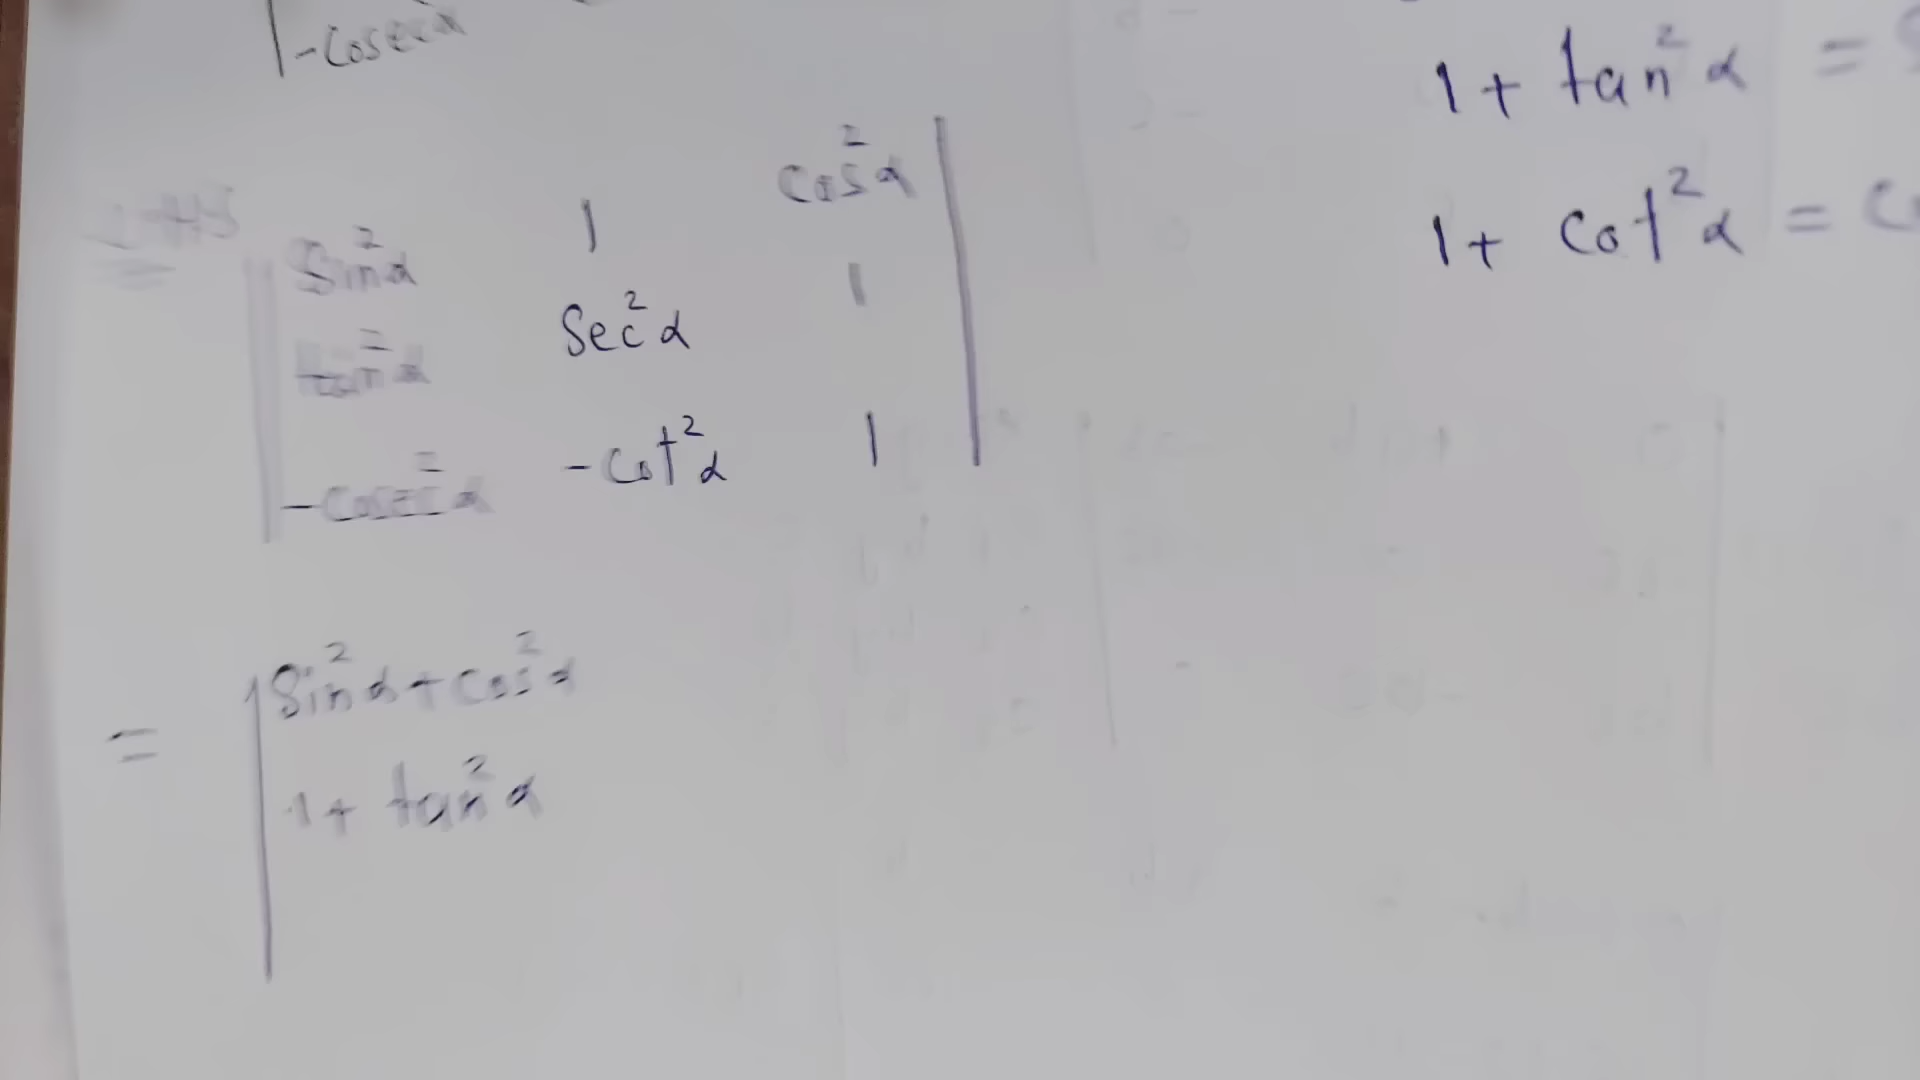 -cosec²α
1 + tan²α =
1 + cot²α = c
LHS
sin²α 1 cos²α
tan²α sec²α 1
-cosec²α -cot²α 1
= sin²α + cos²α
1 + tan²α